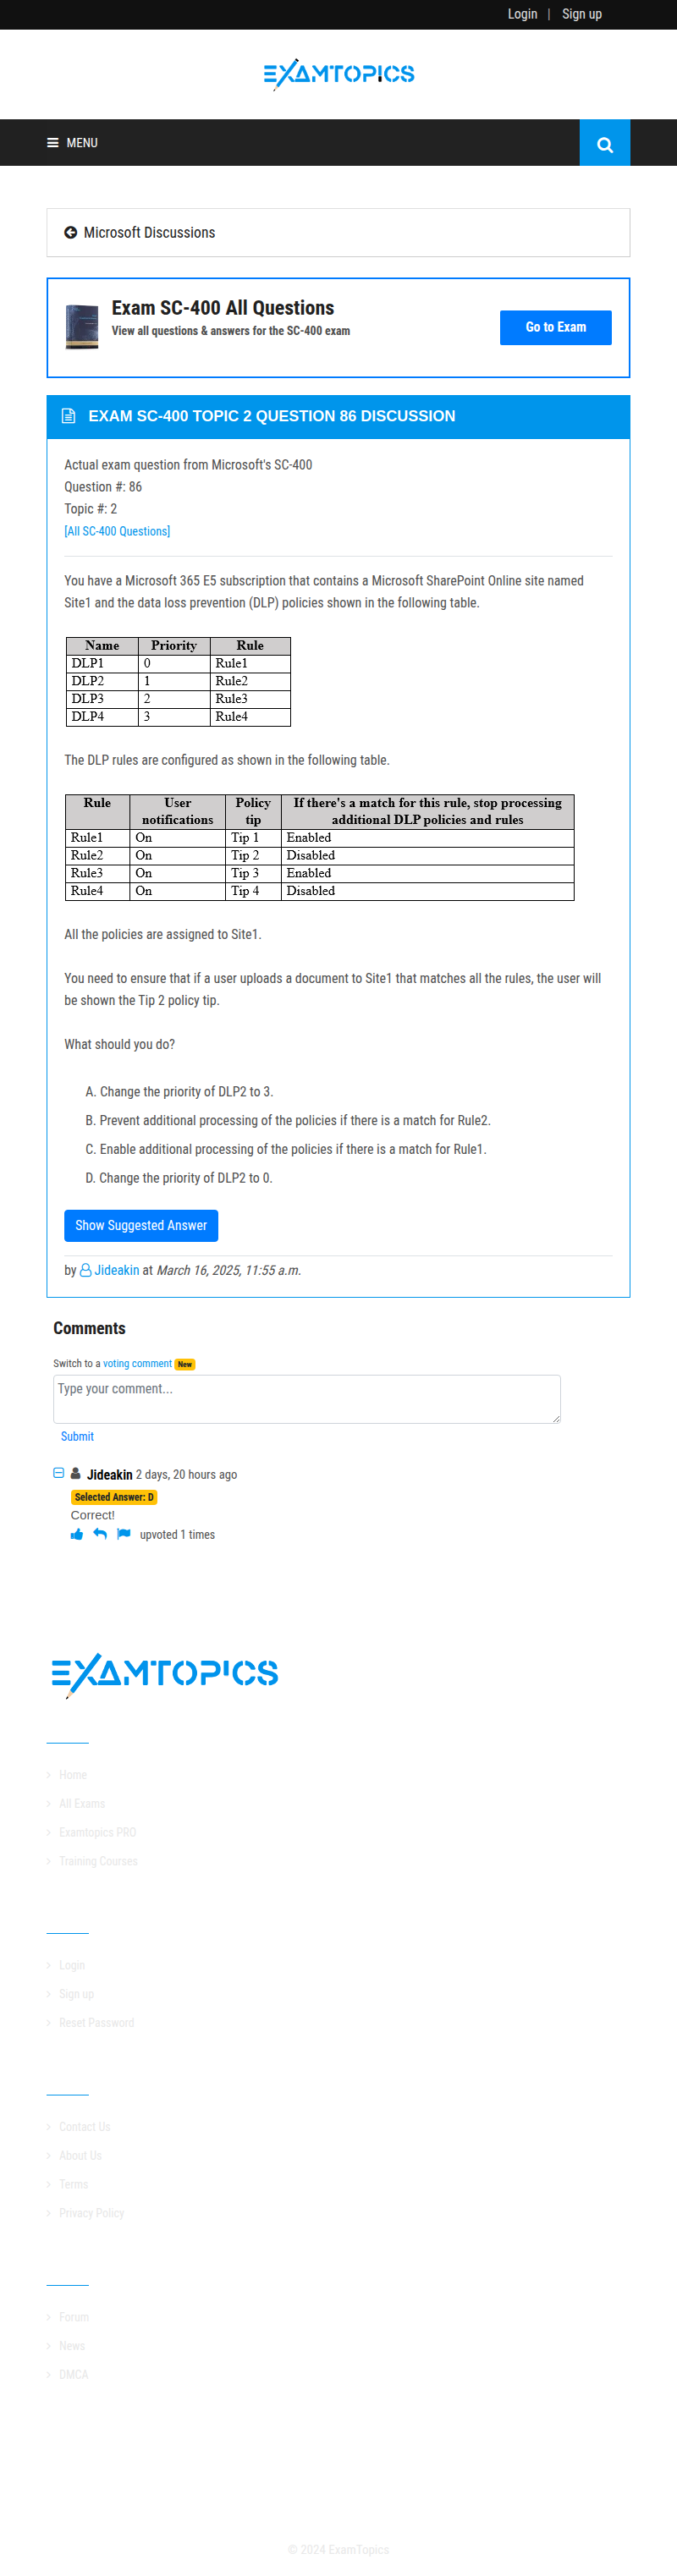 Login | Sign up
EXAMTOPICS
MENU
Microsoft Discussions
Exam SC-400 All Questions
View all questions & answers for the SC-400 exam
Go to Exam
EXAM SC-400 TOPIC 2 QUESTION 86 DISCUSSION
Actual exam question from Microsoft's SC-400
Question #: 86
Topic #: 2
[All SC-400 Questions]
You have a Microsoft 365 E5 subscription that contains a Microsoft SharePoint Online site named
Site1 and the data loss prevention (DLP) policies shown in the following table.
Name Priority Rule
DLP1 0 Rule1
DLP2 1 Rule2
DLP3 2 Rule3
DLP4 3 Rule4
The DLP rules are configured as shown in the following table.
Rule User notifications Policy tip If there's a match for this rule, stop processing additional DLP policies and rules
Rule1 On Tip 1 Enabled
Rule2 On Tip 2 Disabled
Rule3 On Tip 3 Enabled
Rule4 On Tip 4 Disabled
All the policies are assigned to Site1.
You need to ensure that if a user uploads a document to Site1 that matches all the rules, the user will
be shown the Tip 2 policy tip.
What should you do?
A. Change the priority of DLP2 to 3.
B. Prevent additional processing of the policies if there is a match for Rule2.
C. Enable additional processing of the policies if there is a match for Rule1.
D. Change the priority of DLP2 to 0.
Show Suggested Answer
by Jideakin at March 16, 2025, 11:55 a.m.
Comments
Switch to a voting comment New
Type your comment...
Submit
Jideakin 2 days, 20 hours ago
Selected Answer: D
Correct!
upvoted 1 times
EXAMTOPICS
Home
All Exams
Examtopics PRO
Training Courses
Login
Sign up
Reset Password
Contact Us
About Us
Terms
Privacy Policy
Forum
News
DMCA
© 2024 ExamTopics